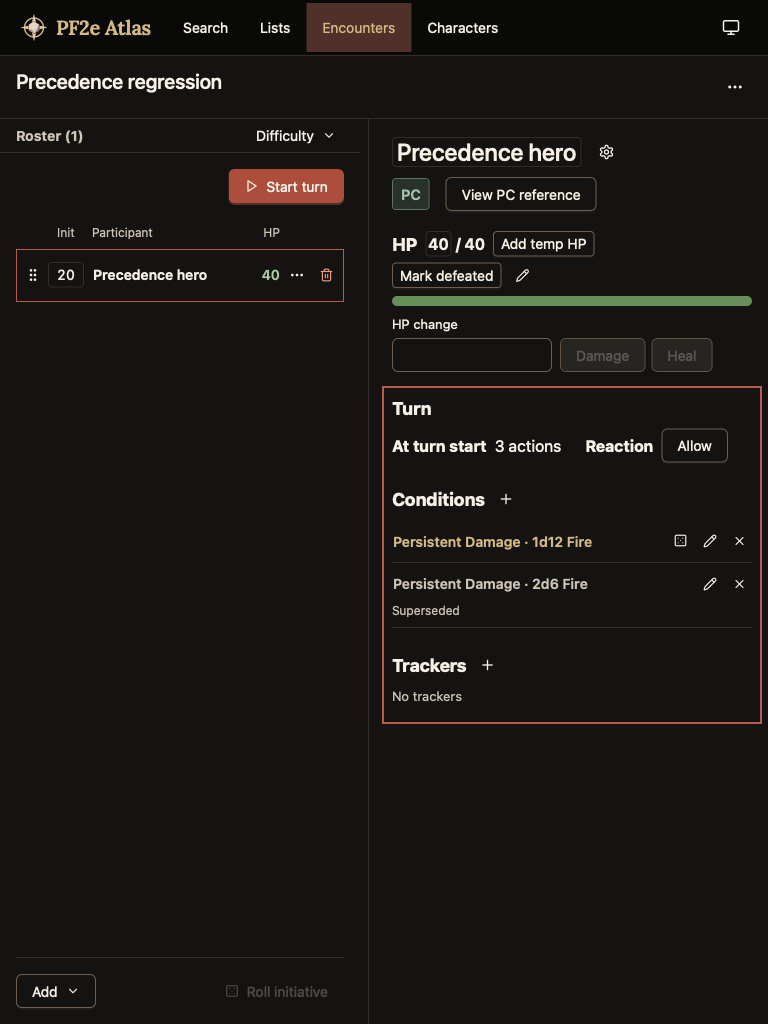 PF2e Atlas Search Lists Encounters Characters
Precedence regression
Roster (1) Difficulty
Start turn
Init Participant HP
20 Precedence hero 40
Add Roll initiative
Precedence hero
PC View PC reference
HP 40 / 40 Add temp HP
Mark defeated
HP change
Damage Heal
Turn
At turn start 3 actions Reaction Allow
Conditions
Persistent Damage · 1d12 Fire
Persistent Damage · 2d6 Fire
Superseded
Trackers
No trackers